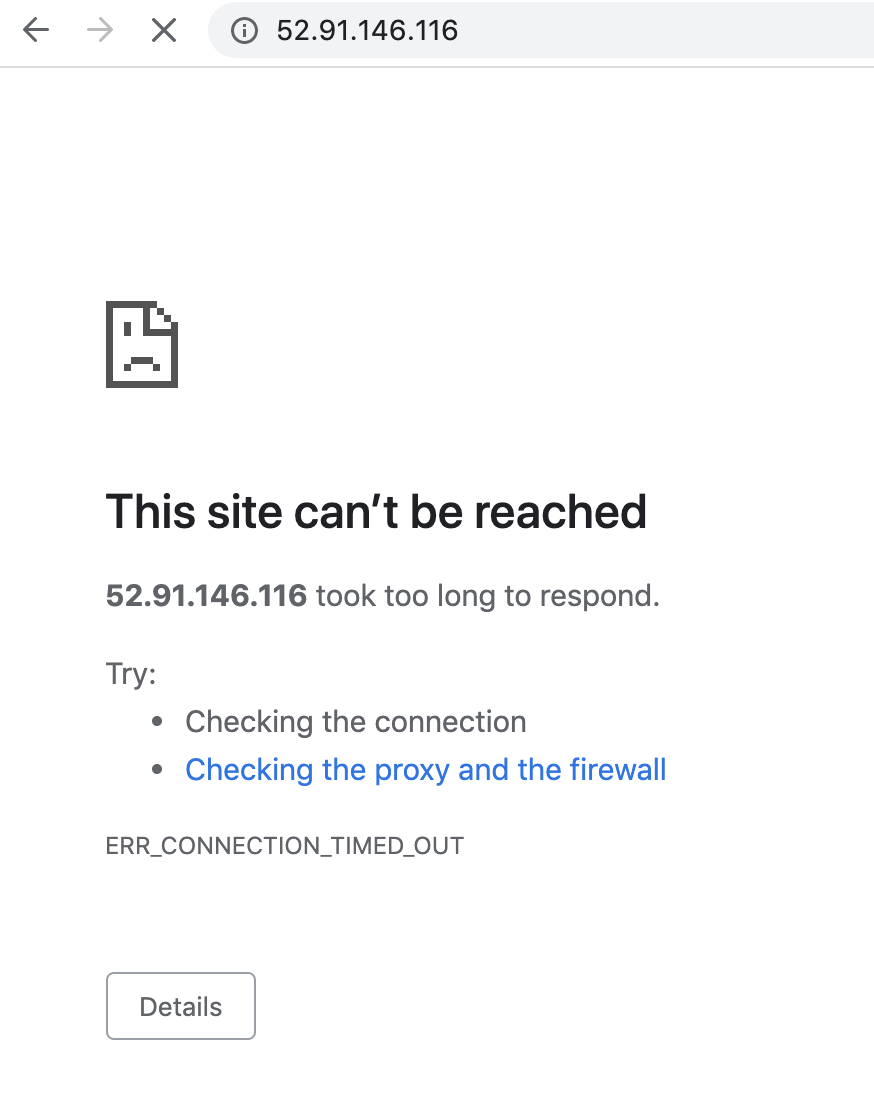 52.91.146.116
This site can’t be reached
52.91.146.116 took too long to respond.
Try:
• Checking the connection
• Checking the proxy and the firewall
ERR_CONNECTION_TIMED_OUT
Details